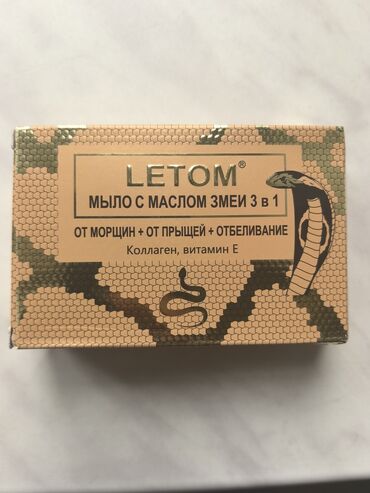 LETOM®
МЫЛО С МАСЛОМ ЗМЕИ 3 в 1
ОТ МОРЩИН + ОТ ПРЫЩЕЙ + ОТБЕЛИВАНИЕ
Коллаген, витамин Е